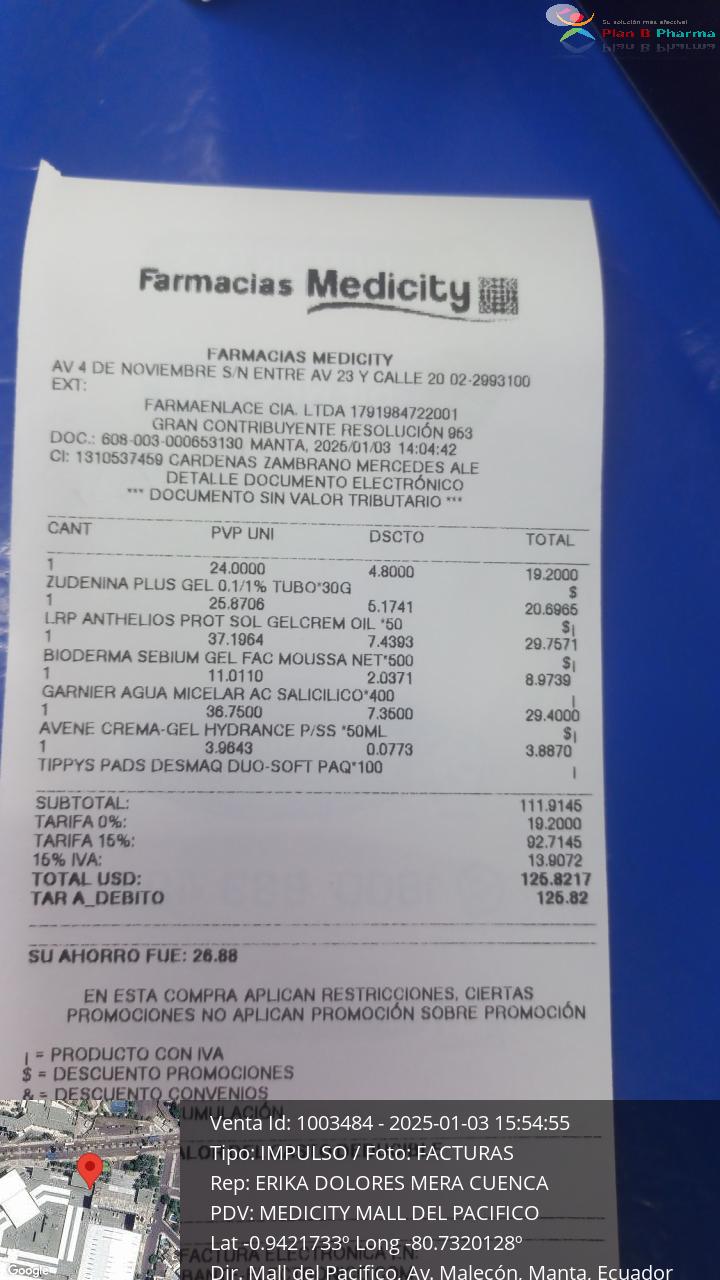 Su solución más efectiva!
Plan B Pharma
Farmacias Medicity
FARMACIAS MEDICITY
AV 4 DE NOVIEMBRE S/N ENTRE AV 23 Y CALLE 20 02-2993100
EXT:
FARMAENLACE CIA. LTDA 1791984722001
GRAN CONTRIBUYENTE RESOLUCIÓN 953
DOC.: 608-003-000653130 MANTA, 2025/01/03 14:04:42
CI: 1310537459 CARDENAS ZAMBRANO MERCEDES ALE
DETALLE DOCUMENTO ELECTRÓNICO
*** DOCUMENTO SIN VALOR TRIBUTARIO ***
CANT PVP UNI DSCTO TOTAL
1 24.0000 4.8000 19.2000
ZUDENINA PLUS GEL 0.1/1% TUBO*30G $
1 25.8706 5.1741 20.6965
LRP ANTHELIOS PROT SOL GELCREM OIL *50 $|
1 37.1964 7.4393 29.7571
BIODERMA SEBIUM GEL FAC MOUSSA NET*500 $|
1 11.0110 2.0371 8.9739
GARNIER AGUA MICELAR AC SALICILICO*400 |
1 36.7500 7.3500 29.4000
AVENE CREMA-GEL HYDRANCE P/SS *50ML $|
1 3.9643 0.0773 3.8870
TIPPYS PADS DESMAQ DUO-SOFT PAQ*100 |
SUBTOTAL: 111.9145
TARIFA 0%: 19.2000
TARIFA 15%: 92.7145
15% IVA: 13.9072
TOTAL USD: 125.8217
TAR A_DEBITO 125.82
SU AHORRO FUE: 26.88
EN ESTA COMPRA APLICAN RESTRICCIONES, CIERTAS
PROMOCIONES NO APLICAN PROMOCIÓN SOBRE PROMOCIÓN
| = PRODUCTO CON IVA
$ = DESCUENTO PROMOCIONES
& = DESCUENTO CONVENIOS
UMULACIÓN
Venta Id: 1003484 - 2025-01-03 15:54:55
Tipo: IMPULSO / Foto: FACTURAS
Rep: ERIKA DOLORES MERA CUENCA
PDV: MEDICITY MALL DEL PACIFICO
Lat -0.9421733º Long -80.7320128º
FACTURA ELECTRÓNICA EN:
Google
Dir. Mall del Pacifico, Av. Malecón, Manta, Ecuador